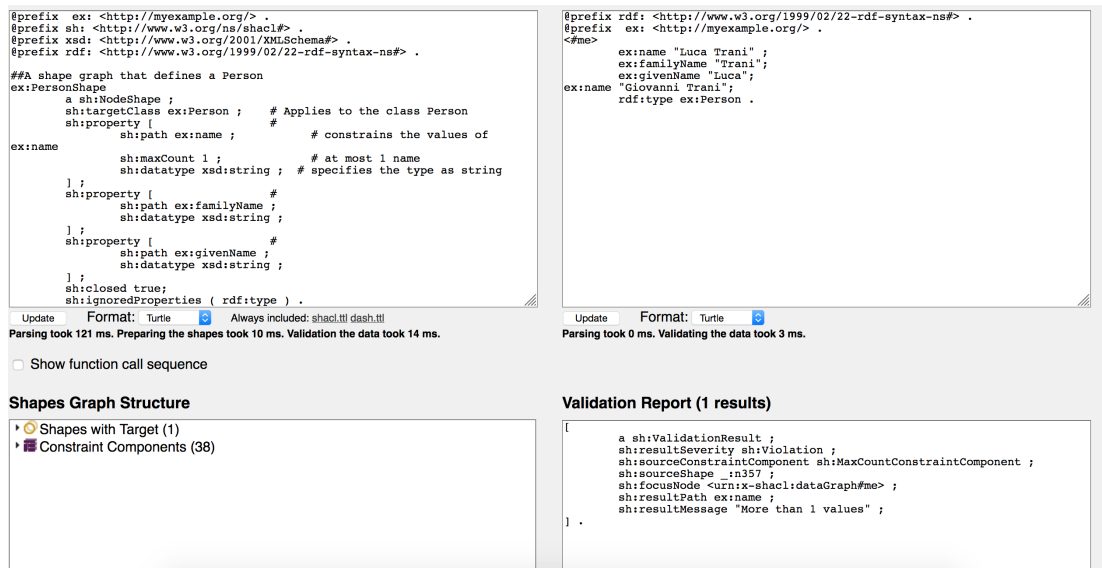 @prefix  ex: <http://myexample.org/> .
@prefix sh: <http://www.w3.org/ns/shacl#> .
@prefix xsd: <http://www.w3.org/2001/XMLSchema#> .
@prefix rdf: <http://www.w3.org/1999/02/22-rdf-syntax-ns#> .

##A shape graph that defines a Person
ex:PersonShape
        a sh:NodeShape ;
        sh:targetClass ex:Person ;    # Applies to the class Person
        sh:property [                 #
                sh:path ex:name ;           # constrains the values of
ex:name
                sh:maxCount 1 ;             # at most 1 name
                sh:datatype xsd:string ;  # specifies the type as string
        ] ;
        sh:property [                 #
                sh:path ex:familyName ;
                sh:datatype xsd:string ;
        ] ;
        sh:property [                 #
                sh:path ex:givenName ;
                sh:datatype xsd:string ;
        ] ;
        sh:closed true;
        sh:ignoredProperties ( rdf:type ) .
Update Format: Turtle Always included: shacl.ttl dash.ttl
Parsing took 121 ms. Preparing the shapes took 10 ms. Validation the data took 14 ms.
Show function call sequence
Shapes Graph Structure
Shapes with Target (1)
Constraint Components (38)
@prefix rdf: <http://www.w3.org/1999/02/22-rdf-syntax-ns#> .
@prefix  ex: <http://myexample.org/> .
<#me>
        ex:name "Luca Trani" ;
        ex:familyName "Trani";
        ex:givenName "Luca";
ex:name "Giovanni Trani";
        rdf:type ex:Person .
Update Format: Turtle
Parsing took 0 ms. Validating the data took 3 ms.
Validation Report (1 results)
[
        a sh:ValidationResult ;
        sh:resultSeverity sh:Violation ;
        sh:sourceConstraintComponent sh:MaxCountConstraintComponent ;
        sh:sourceShape _:n357 ;
        sh:focusNode <urn:x-shacl:dataGraph#me> ;
        sh:resultPath ex:name ;
        sh:resultMessage "More than 1 values" ;
] .